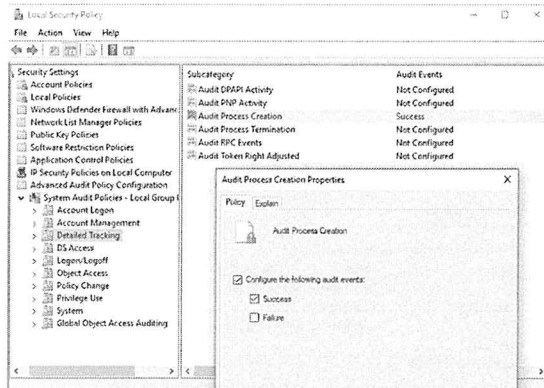 Local Security Policy
File Action View Help
Security Settings
Account Policies
Local Policies
Windows Defender Firewall with Advanc
Network List Manager Policies
Public Key Policies
Software Restriction Policies
Application Control Policies
IP Security Policies on Local Computer
Advanced Audit Policy Configuration
System Audit Policies - Local Group
Account Logon
Account Management
Detailed Tracking
DS Access
Logon/Logoff
Object Access
Policy Change
Privilege Use
System
Global Object Access Auditing
Subcategory Audit Events
Audit DPAPI Activity Not Configured
Audit PNP Activity Not Configured
Audit Process Creation Success
Audit Process Termination Not Configured
Audit RPC Events Not Configured
Audit Token Right Adjusted Not Configured
Audit Process Creation Properties X
Policy Explain
Audit Process Creation
Configure the following audit events:
Success
Failure